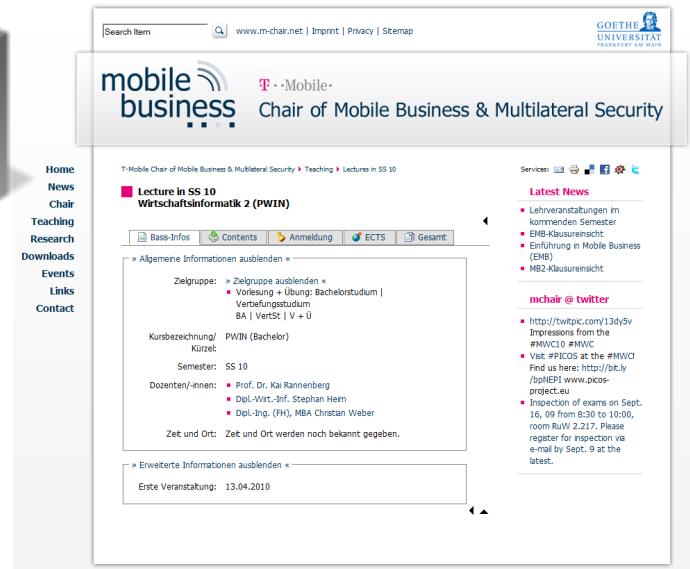 Search Item
www.m-chair.net | Imprint | Privacy | Sitemap
GOETHE
UNIVERSITÄT
FRANKFURT AM MAIN
mobile
business
T··Mobile·
Chair of Mobile Business & Multilateral Security
Home
News
Chair
Teaching
Research
Downloads
Events
Links
Contact
T-Mobile Chair of Mobile Business & Multilateral Security Teaching Lectures in SS 10
Lecture in SS 10
Wirtschaftsinformatik 2 (PWIN)
Basis-Infos Contents Anmeldung ECTS Gesamt
» Allgemeine Informationen ausblenden «
Zielgruppe: » Zielgruppe ausblenden «
Vorlesung + Übung: Bachelorstudium |
Vertiefungsstudium
BA | VertSt | V + Ü
Kursbezeichnung/ PWIN (Bachelor)
Kürzel:
Semester: SS 10
Dozenten/-innen: Prof. Dr. Kai Rannenberg
Dipl.-Wirt.-Inf. Stephan Heim
Dipl.-Ing. (FH), MBA Christian Weber
Zeit und Ort: Zeit und Ort werden noch bekannt gegeben.
» Erweiterte Informationen ausblenden «
Erste Veranstaltung: 13.04.2010
Services:
Latest News
Lehrveranstaltungen im
kommenden Semester
EMB-Klausureinsicht
Einführung in Mobile Business
(EMB)
MB2-Klausureinsicht
mchair @ twitter
http://twitpic.com/13dy5v
Impressions from the
#MWC10 #MWC
Visit #PICOS at the #MWC!
Find us here: http://bit.ly
/bpNEPI www.picos-
project.eu
Inspection of exams on Sept.
16, 09 from 8:30 to 10:00,
room RuW 2.217. Please
register for inspection via
e-mail by Sept. 9 at the
latest.